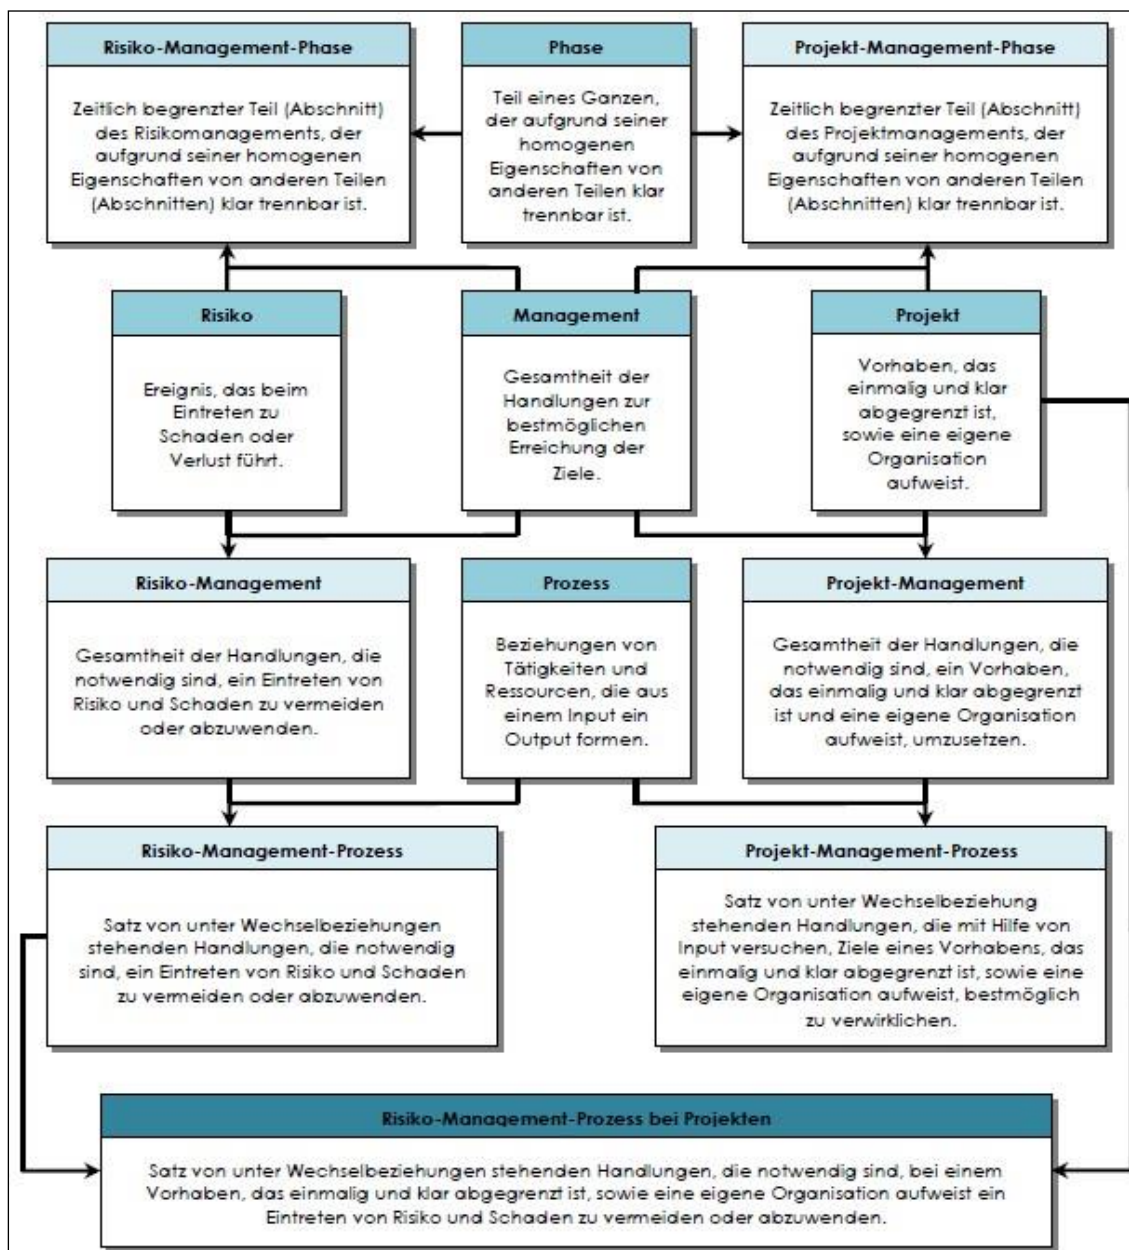 Risiko-Management-Phase
Zeitlich begrenzter Teil (Abschnitt)
des Risikomanagements, der
aufgrund seiner homogenen
Eigenschaften von anderen Teilen
(Abschnitten) klar trennbar ist.
Phase
Teil eines Ganzen,
der aufgrund seiner
homogenen
Eigenschaften von
anderen Teilen klar
trennbar ist.
Projekt-Management-Phase
Zeitlich begrenzter Teil (Abschnitt)
des Projektmanagements, der
aufgrund seiner homogenen
Eigenschaften von anderen Teilen
(Abschnitten) klar trennbar ist.
Risiko
Ereignis, das beim
Eintreten zu
Schaden oder
Verlust führt.
Management
Gesamtheit der
Handlungen zur
bestmöglichen
Erreichung der
Ziele.
Projekt
Vorhaben, das
einmalig und klar
abgegrenzt ist,
sowie eine eigene
Organisation
aufweist.
Risiko-Management
Gesamtheit der Handlungen, die
notwendig sind, ein Eintreten von
Risiko und Schaden zu vermeiden
oder abzuwenden.
Prozess
Beziehungen von
Tätigkeiten und
Ressourcen, die aus
einem Input ein
Output formen.
Projekt-Management
Gesamtheit der Handlungen, die
notwendig sind, ein Vorhaben,
das einmalig und klar abgegrenzt
ist und eine eigene Organisation
aufweist, umzusetzen.
Risiko-Management-Prozess
Satz von unter Wechselbeziehungen
stehenden Handlungen, die notwendig
sind, ein Eintreten von Risiko und Schaden
zu vermeiden oder abzuwenden.
Projekt-Management-Prozess
Satz von unter Wechselbeziehung
stehenden Handlungen, die mit Hilfe von
Input versuchen, Ziele eines Vorhabens, das
einmalig und klar abgegrenzt ist, sowie eine
eigene Organisation aufweist, bestmöglich
zu verwirklichen.
Risiko-Management-Prozess bei Projekten
Satz von unter Wechselbeziehungen stehenden Handlungen, die notwendig sind, bei einem
Vorhaben, das einmalig und klar abgegrenzt ist, sowie eine eigene Organisation aufweist ein
Eintreten von Risiko und Schaden zu vermeiden oder abzuwenden.